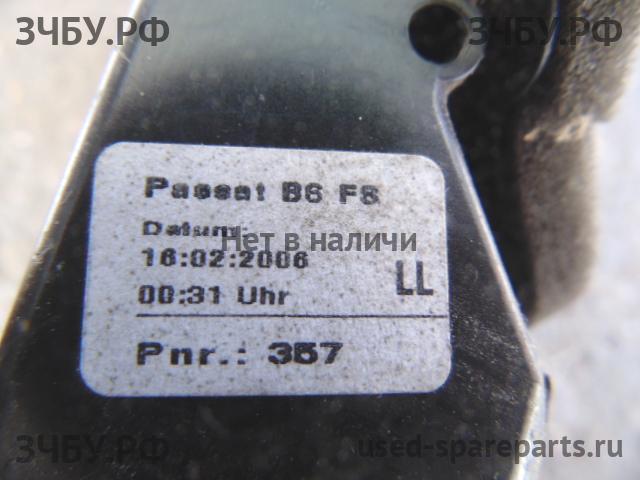 ЗЧБУ.РФ
ЗЧБУ.РФ
Passat B6 FS
Datum:
Нет в наличи
16:02:2006
LL
00:31 Uhr
Pnr.: 357
ЗЧБУ.РФ
used-spareparts.ru